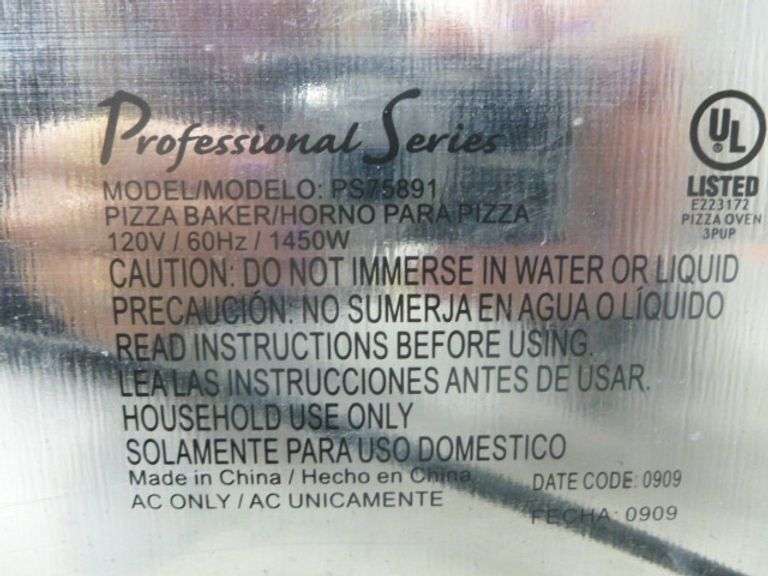 Professional Series
MODEL/MODELO: PS75891
PIZZA BAKER/HORNO PARA PIZZA
120V / 60Hz / 1450W
CAUTION: DO NOT IMMERSE IN WATER OR LIQUID
PRECAUCIÓN: NO SUMERJA EN AGUA O LÍQUIDO
READ INSTRUCTIONS BEFORE USING.
LEA LAS INSTRUCCIONES ANTES DE USAR.
HOUSEHOLD USE ONLY
SOLAMENTE PARA USO DOMESTICO
Made in China / Hecho en China
AC ONLY / AC UNICAMENTE
DATE CODE: 0909
FECHA: 0909
UL
®
LISTED
E223172
PIZZA OVEN
3PUP